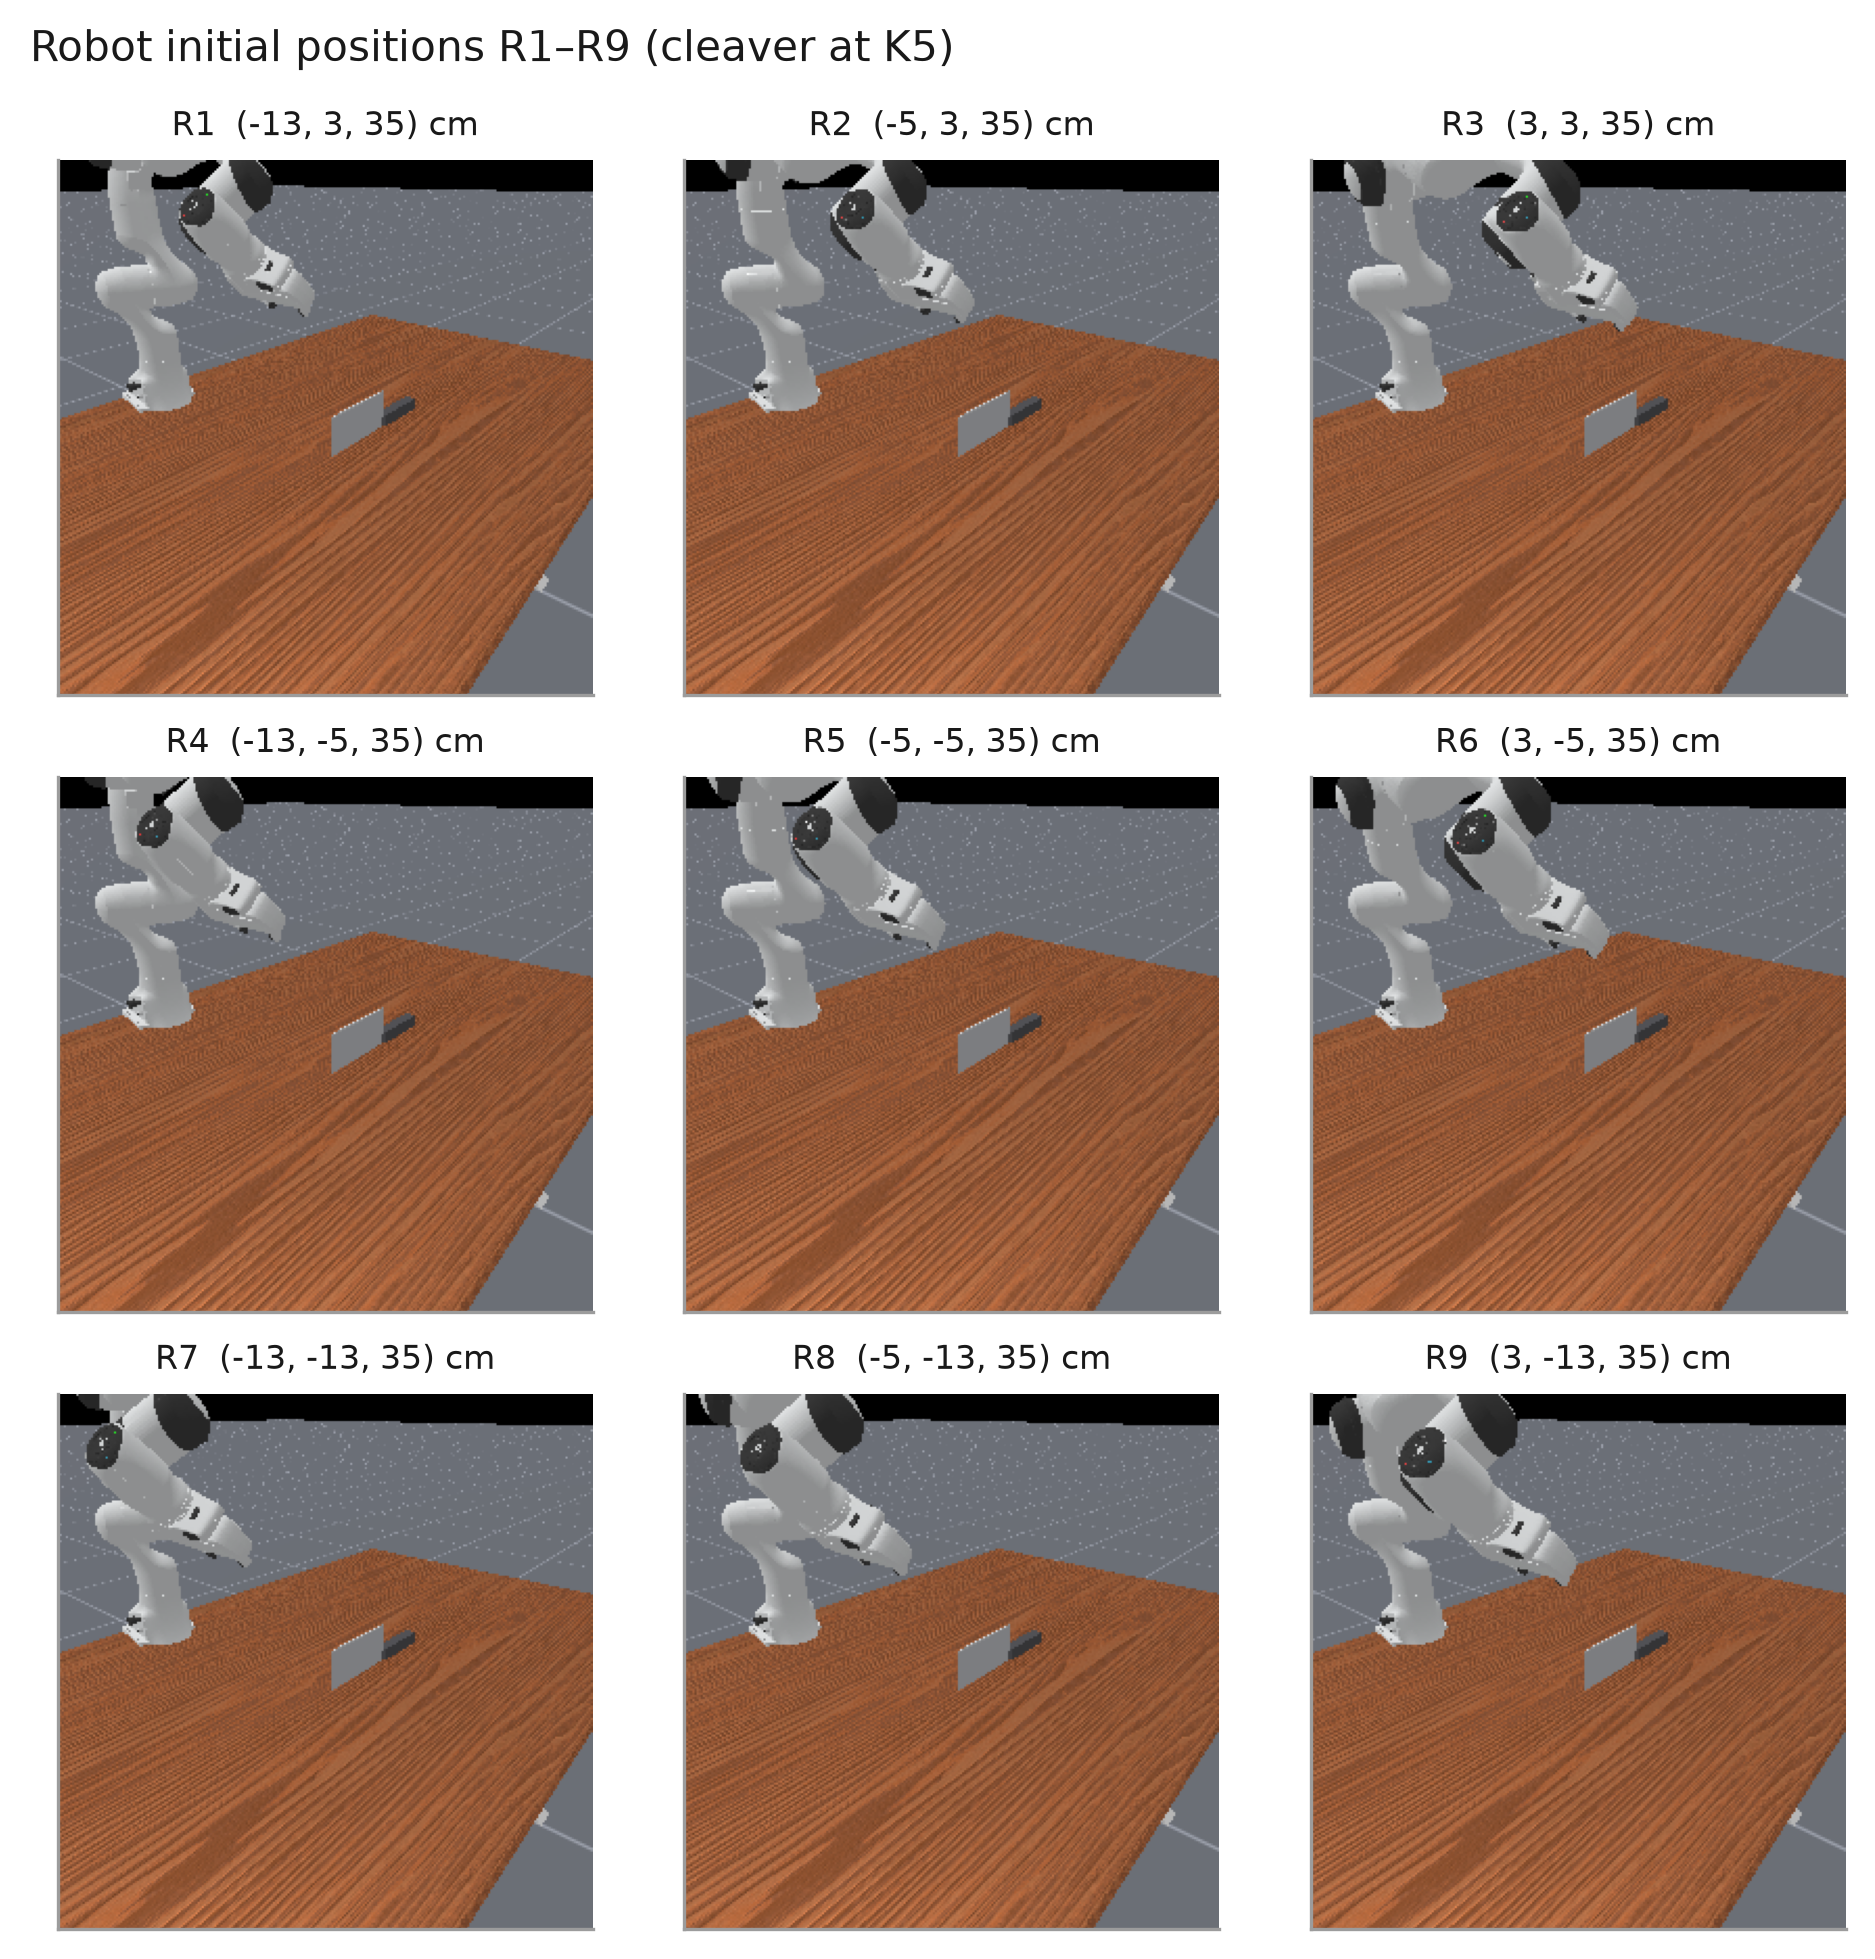 Robot initial positions R1–R9 (cleaver at K5)
R1 (-13, 3, 35) cm
R2 (-5, 3, 35) cm
R3 (3, 3, 35) cm
R4 (-13, -5, 35) cm
R5 (-5, -5, 35) cm
R6 (3, -5, 35) cm
R7 (-13, -13, 35) cm
R8 (-5, -13, 35) cm
R9 (3, -13, 35) cm